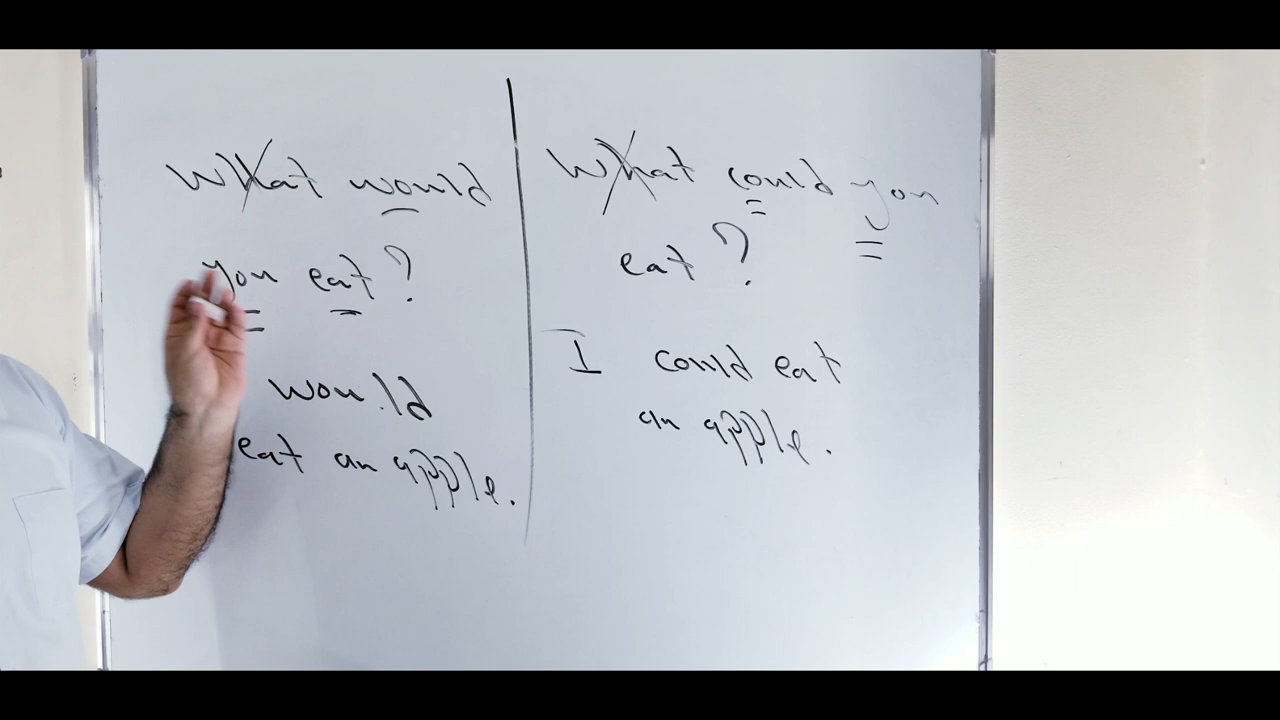 What would
you eat?
would
eat an apple.
What could you
eat?
I could eat
an apple.